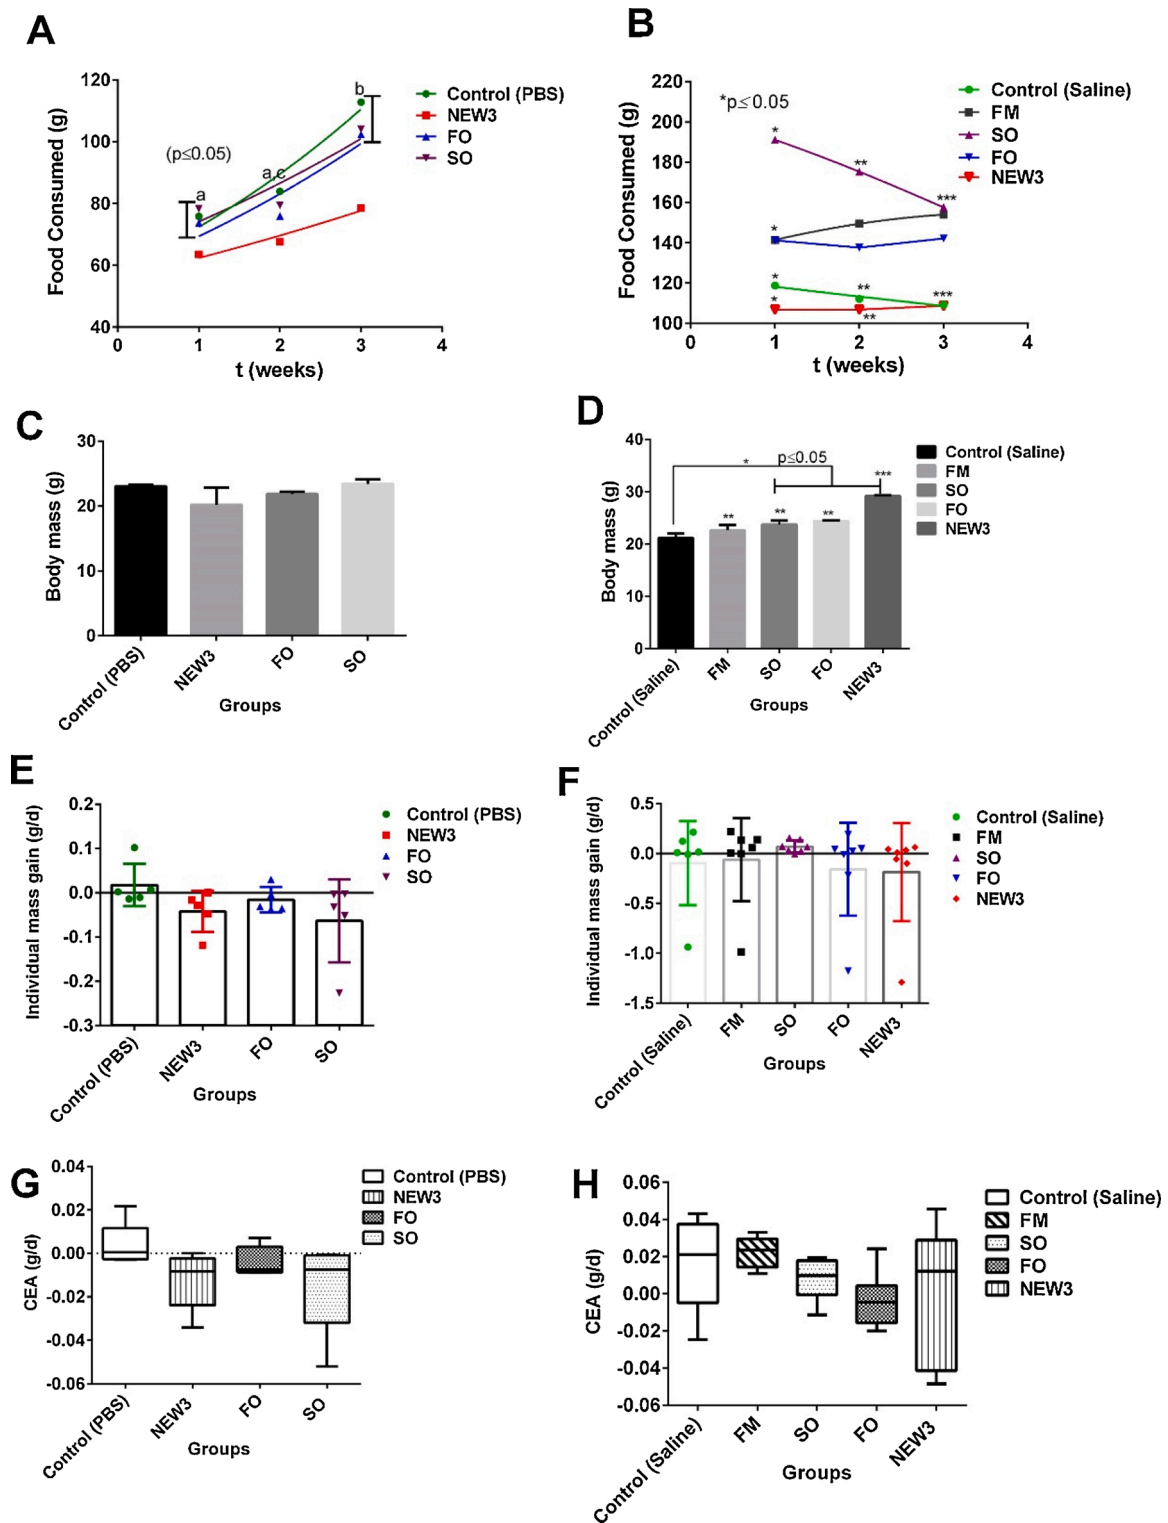 A
120
100
80
60
40
Food Consumed (g)
(p≤0.05)
a
a,c
b
0 1 2 3 4
t (weeks)
Control (PBS)
NEW3
FO
SO
B
220
200
180
160
140
120
100
Food Consumed (g)
*p≤0.05
* ** ***
*
* ** ***
* **
0 1 2 3 4
t (weeks)
Control (Saline)
FM
SO
FO
NEW3
C
30
20
10
0
Body mass (g)
Control (PBS) NEW3 FO SO
Groups
D
40
30
20
10
0
Body mass (g)
* p≤0.05
** ** ** ***
Control (Saline) FM SO FO NEW3
Groups
Control (Saline)
FM
SO
FO
NEW3
E
0.2
0.1
0.0
-0.1
-0.2
-0.3
Individual mass gain (g/d)
Control (PBS) NEW3 FO SO
Groups
Control (PBS)
NEW3
FO
SO
F
0.5
0.0
-0.5
-1.0
-1.5
Individual mass gain (g/d)
Control (Saline) FM SO FO NEW3
Groups
Control (Saline)
FM
SO
FO
NEW3
G
0.04
0.02
0.00
-0.02
-0.04
-0.06
CEA (g/d)
Control (PBS) NEW3 FO SO
Groups
Control (PBS)
NEW3
FO
SO
H
0.06
0.04
0.02
0.00
-0.02
-0.04
-0.06
CEA (g/d)
Control (Saline) FM SO FO NEW3
Groups
Control (Saline)
FM
SO
FO
NEW3